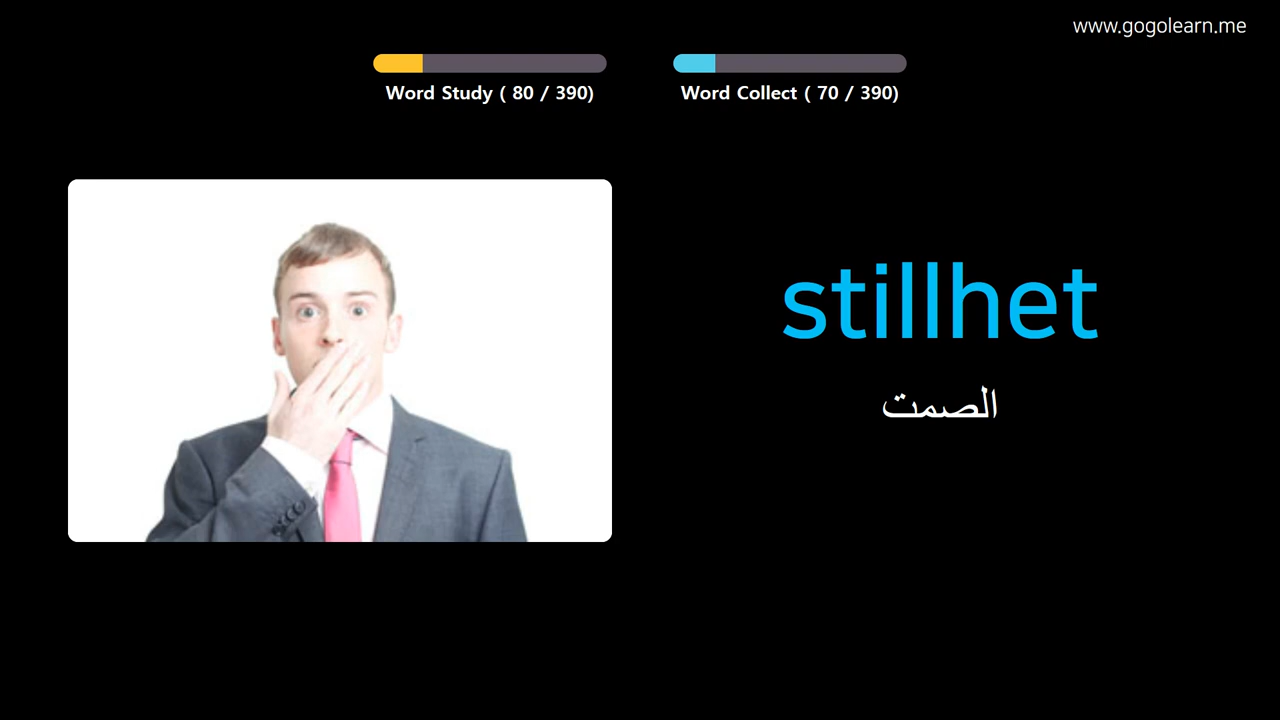 www.gogolearn.me
Word Study ( 80 / 390)
Word Collect ( 70 / 390)
stillhet
الصمت